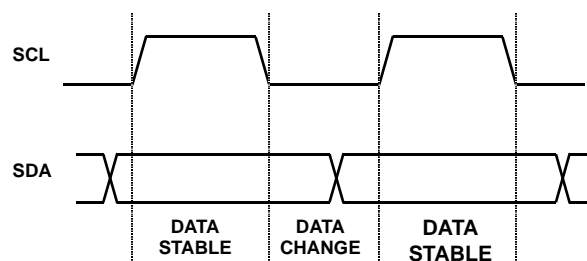 SCL
SDA
DATA
STABLE
DATA
CHANGE
DATA
STABLE